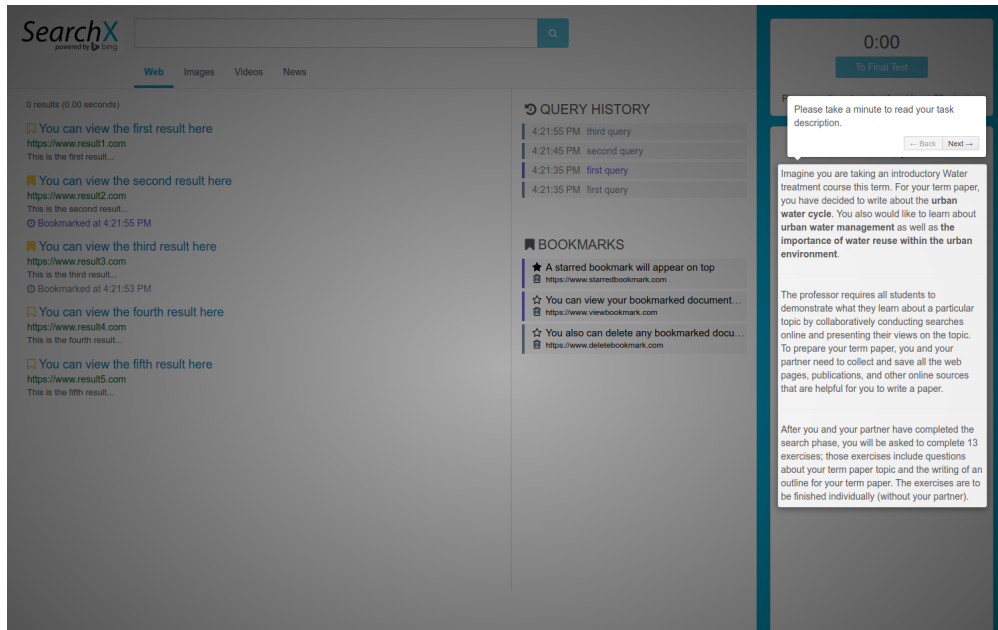 SearchX
powered by bing
Web Images Videos News
0 results (0.00 seconds)
You can view the first result here
https://www.result1.com
This is the first result...
You can view the second result here
https://www.result2.com
This is the second result...
Bookmarked at 4:21:55 PM
You can view the third result here
https://www.result3.com
This is the third result...
Bookmarked at 4:21:53 PM
You can view the fourth result here
https://www.result4.com
This is the fourth result...
You can view the fifth result here
https://www.result5.com
This is the fifth result...
QUERY HISTORY
4:21:55 PM third query
4:21:45 PM second query
4:21:35 PM first query
4:21:35 PM first query
BOOKMARKS
A starred bookmark will appear on top
https://www.starredbookmark.com
You can view your bookmarked document...
https://www.viewbookmark.com
You also can delete any bookmarked docu...
https://www.deletebookmark.com
0:00
To Final Test
Please take a minute to read your task
description.
← Back Next →
Imagine you are taking an introductory Water
treatment course this term. For your term paper,
you have decided to write about the urban
water cycle. You also would like to learn about
urban water management as well as the
importance of water reuse within the urban
environment.
The professor requires all students to
demonstrate what they learn about a particular
topic by collaboratively conducting searches
online and presenting their views on the topic.
To prepare your term paper, you and your
partner need to collect and save all the web
pages, publications, and other online sources
that are helpful for you to write a paper.
After you and your partner have completed the
search phase, you will be asked to complete 13
exercises; those exercises include questions
about your term paper topic and the writing of an
outline for your term paper. The exercises are to
be finished individually (without your partner).